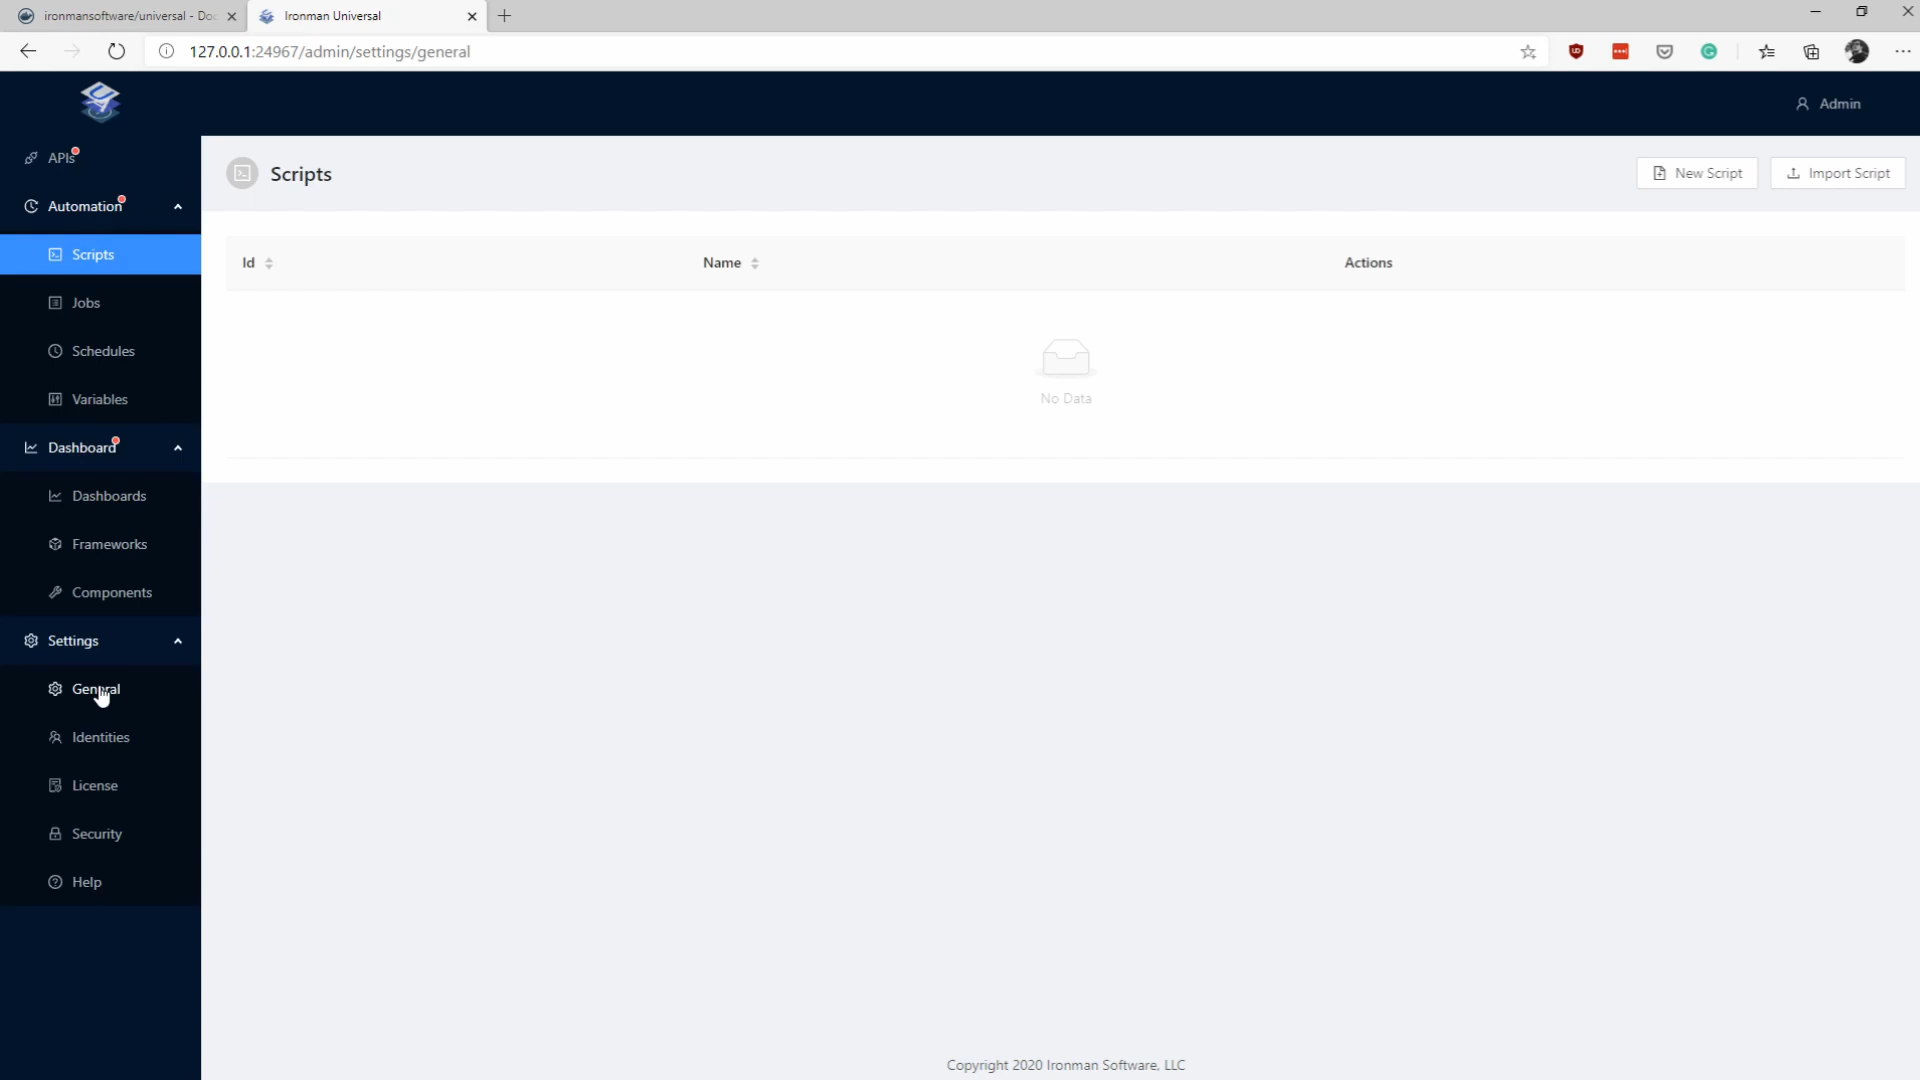 ironmansoftware/universal - Doc
Ironman Universal
127.0.0.1:24967/admin/settings/general
Admin
APIs
Automation
Scripts
Jobs
Schedules
Variables
Dashboard
Dashboards
Frameworks
Components
Settings
General
Identities
License
Security
Help
Scripts
New Script
Import Script
Id
Name
Actions
No Data
Copyright 2020 Ironman Software, LLC